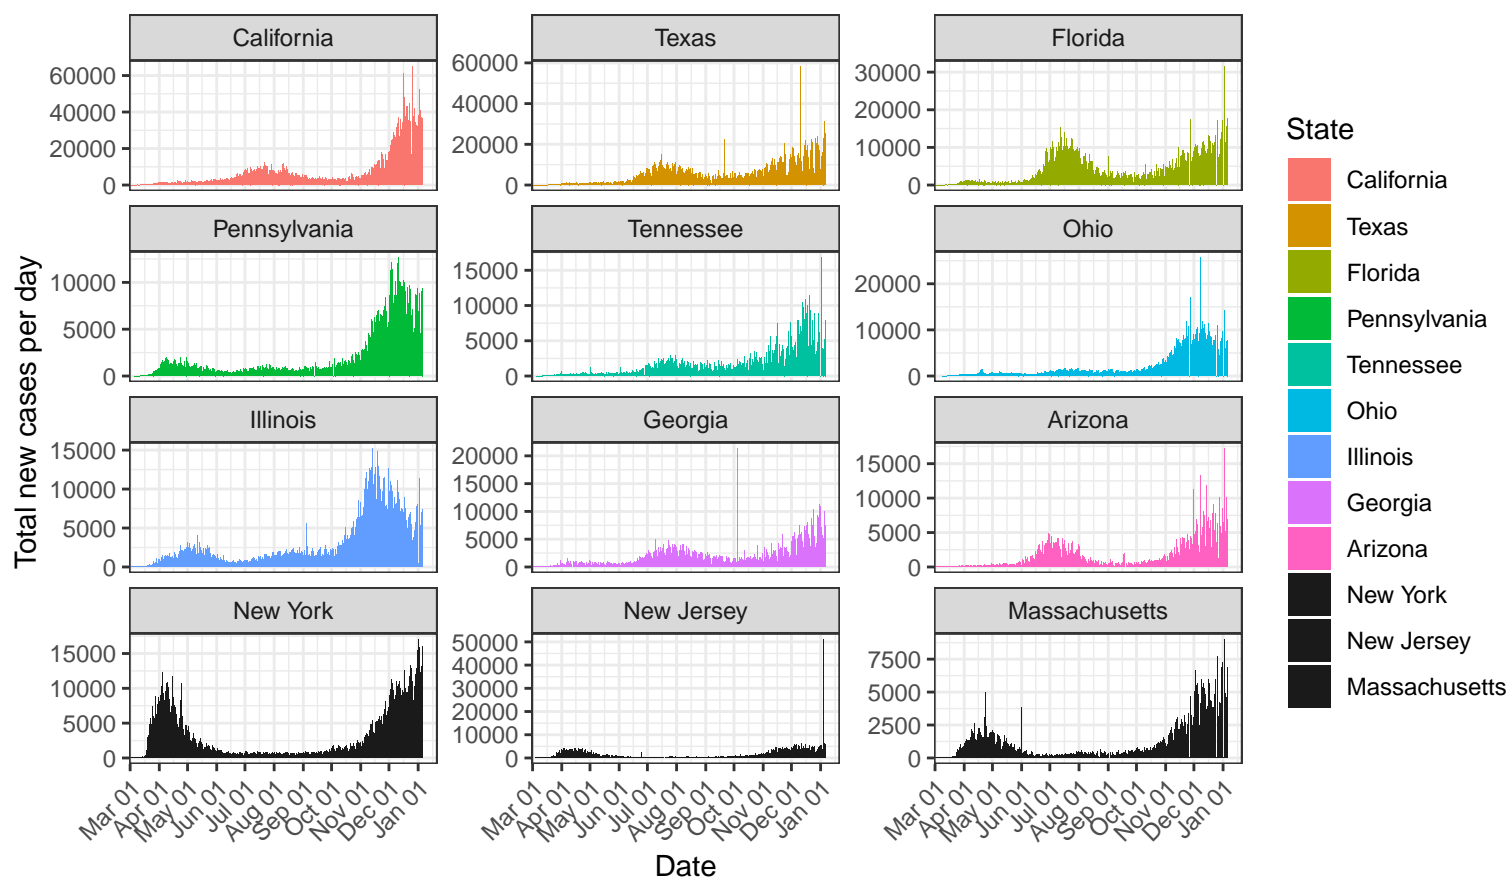 California
Texas
Florida
60000
40000
20000
0
60000
40000
20000
0
30000
20000
10000
0
Pennsylvania
Tennessee
Ohio
10000
5000
0
15000
10000
5000
0
20000
10000
0
Illinois
Georgia
Arizona
15000
10000
5000
0
20000
15000
10000
5000
0
15000
10000
5000
0
New York
New Jersey
Massachusetts
15000
10000
5000
0
50000
40000
30000
20000
10000
0
7500
5000
2500
0
Mar 01
Apr 01
May 01
Jun 01
Jul 01
Aug 01
Sep 01
Oct 01
Nov 01
Dec 01
Jan 01
Mar 01
Apr 01
May 01
Jun 01
Jul 01
Aug 01
Sep 01
Oct 01
Nov 01
Dec 01
Jan 01
Mar 01
Apr 01
May 01
Jun 01
Jul 01
Aug 01
Sep 01
Oct 01
Nov 01
Dec 01
Jan 01
Date
Total new cases per day
State
California
Texas
Florida
Pennsylvania
Tennessee
Ohio
Illinois
Georgia
Arizona
New York
New Jersey
Massachusetts